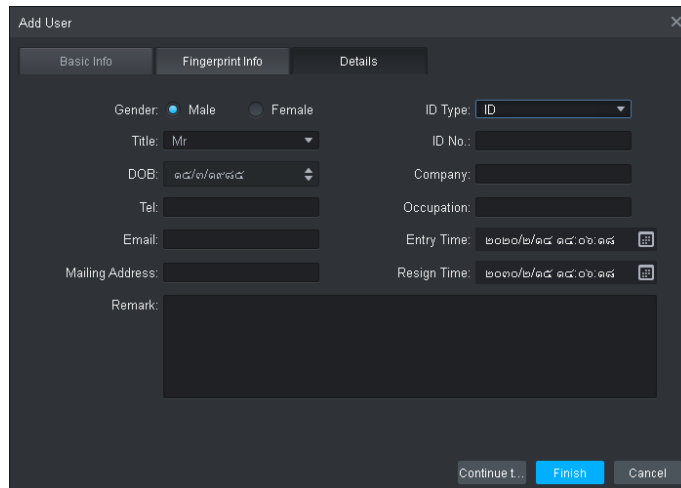 Add User
Basic Info
Fingerprint Info
Details
Gender: Male Female
Title: Mr
DOB:
Tel:
Email:
Mailing Address:
Remark:
ID Type: ID
ID No.:
Company:
Occupation:
Entry Time:
Resign Time:
Continue t... Finish Cancel